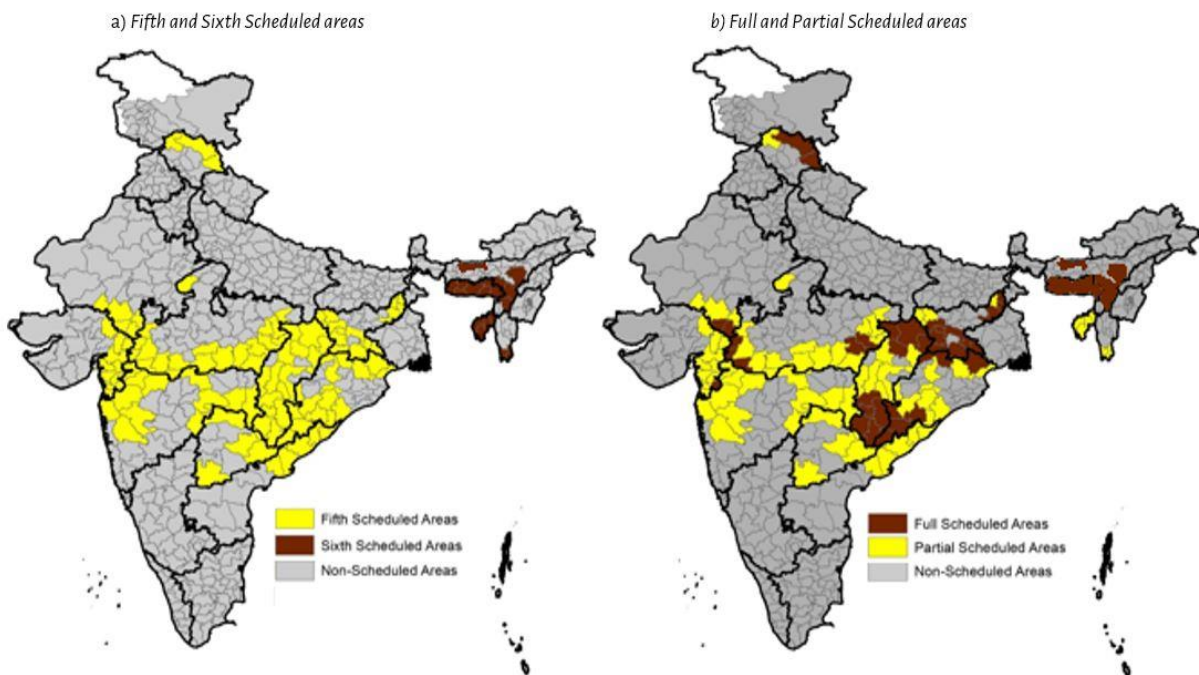 a) Fifth and Sixth Scheduled areas
b) Full and Partial Scheduled areas
Fifth Scheduled Areas
Sixth Scheduled Areas
Non-Scheduled Areas
Full Scheduled Areas
Partial Scheduled Areas
Non-Scheduled Areas